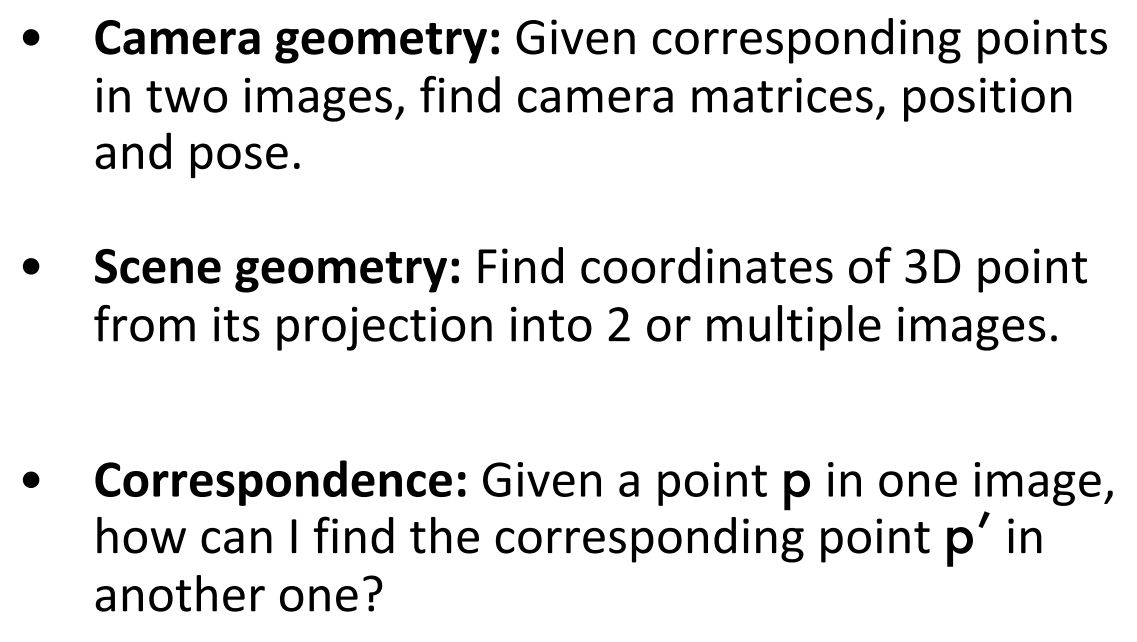 • Camera geometry: Given corresponding points
in two images, find camera matrices, position
and pose.
• Scene geometry: Find coordinates of 3D point
from its projection into 2 or multiple images.
• Correspondence: Given a point p in one image,
how can I find the corresponding point p′ in
another one?